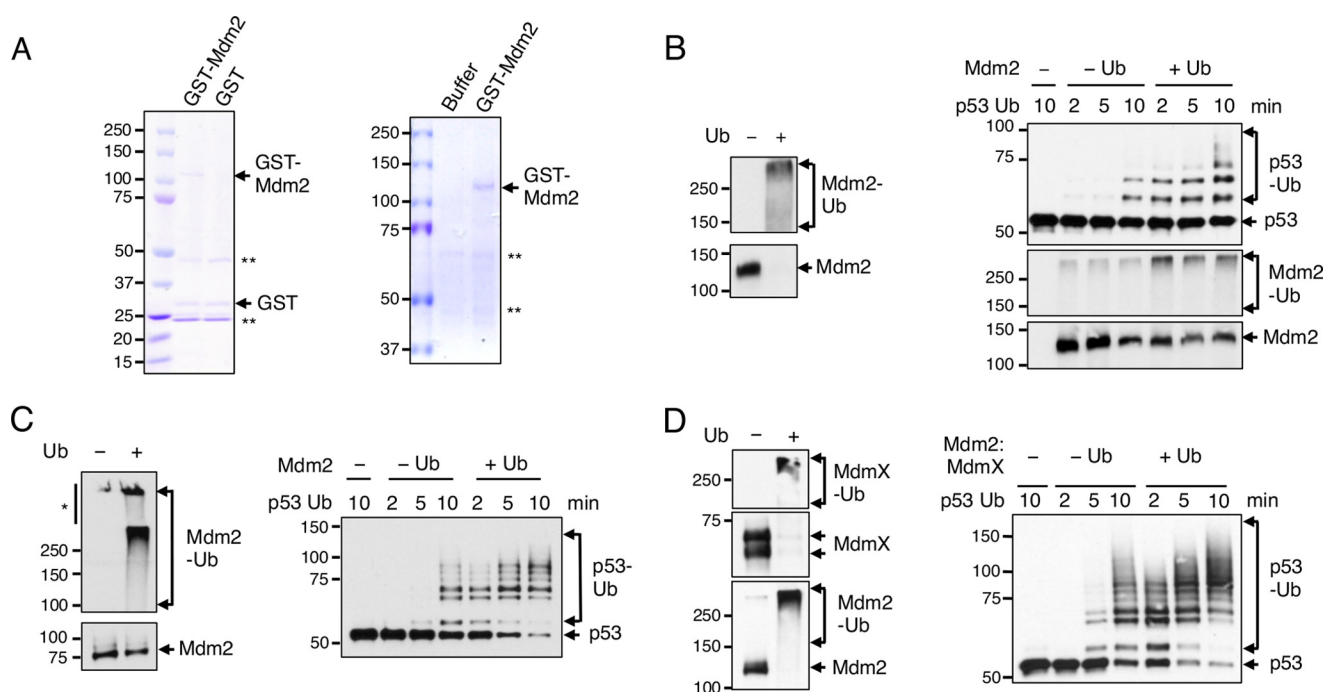 A
GST-Mdm2
GST
250
150
100
75
50
37
25
20
15
GST-
Mdm2
**
GST
**
Buffer
GST-Mdm2
250
150
100
75
50
37
GST-
Mdm2
**
**
B
Ub – +
250
150
Mdm2-
Ub
150
100
Mdm2
Mdm2 – – Ub + Ub
p53 Ub 10 2 5 10 2 5 10 min
100
75
50
p53
-Ub
p53
250
150
Mdm2
-Ub
150
100
Mdm2
C
Ub – +
*
250
150
100
Mdm2
-Ub
100
75
Mdm2
Mdm2 – – Ub + Ub
p53 Ub 10 2 5 10 2 5 10 min
150
100
75
50
p53-
Ub
p53
D
Ub – +
250
MdmX
-Ub
75
MdmX
250
150
100
Mdm2
-Ub
Mdm2
Mdm2:
MdmX – – Ub + Ub
p53 Ub 10 2 5 10 2 5 10 min
150
100
75
50
p53
-Ub
p53